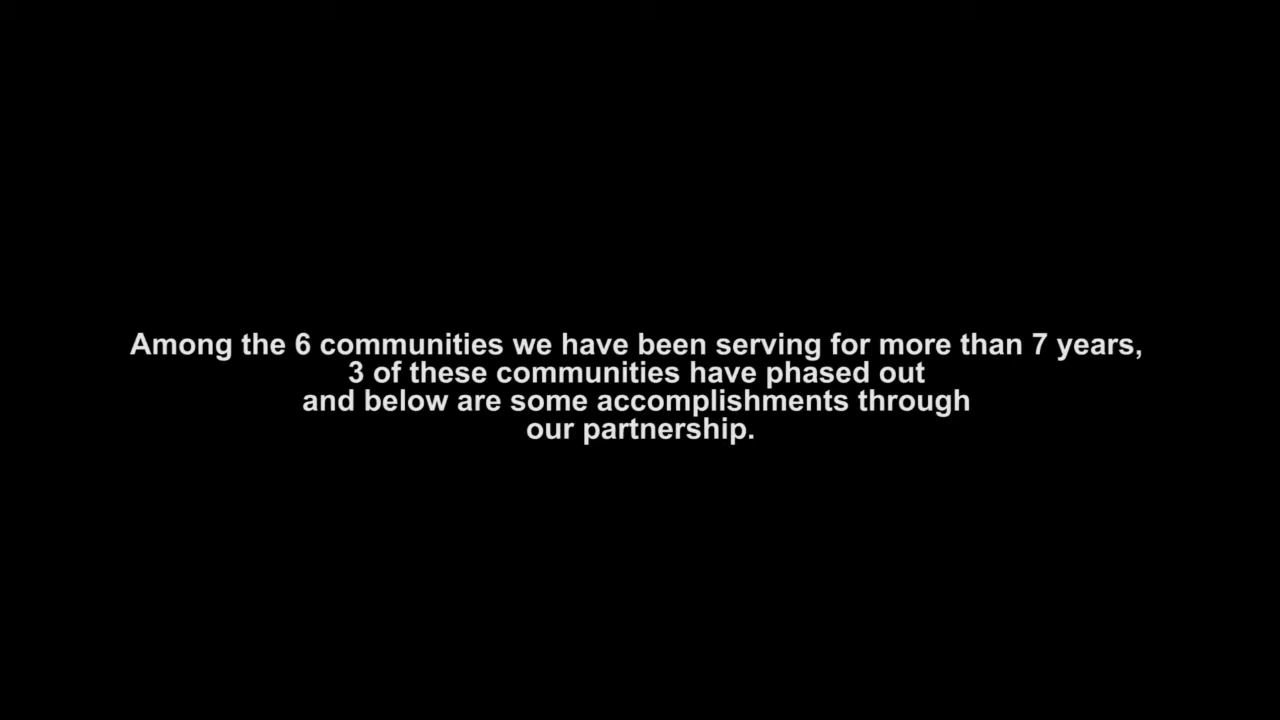 Among the 6 communities we have been serving for more than 7 years,
3 of these communities have phased out
and below are some accomplishments through
our partnership.